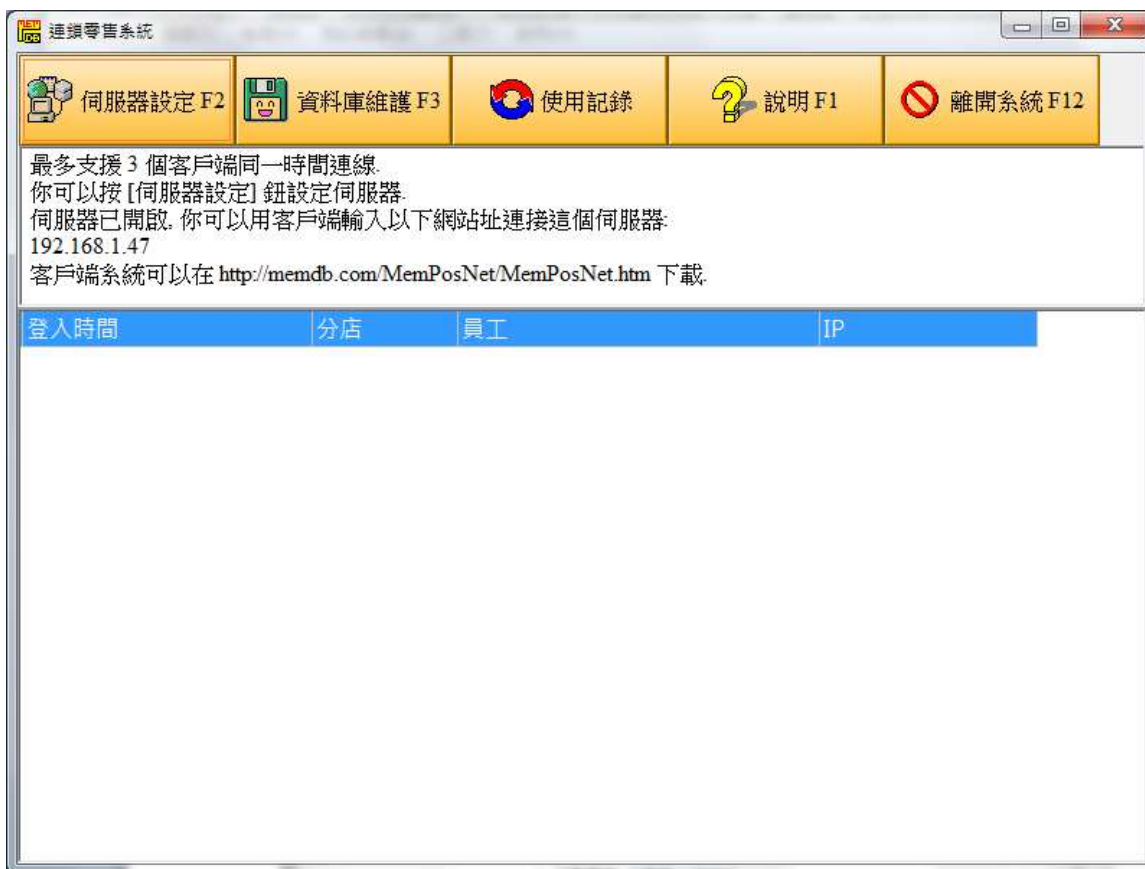 連鎖零售系統
伺服器設定 F2 資料庫維護 F3 使用記錄 說明 F1 離開系統 F12
最多支援 3 個客戶端同一時間連線.
你可以按 [伺服器設定] 鈕設定伺服器.
伺服器已開啟, 你可以用客戶端輸入以下網站址連接這個伺服器:
192.168.1.47
客戶端系統可以在 http://memdb.com/MemPosNet/MemPosNet.htm 下載.
登入時間 分店 員工 IP